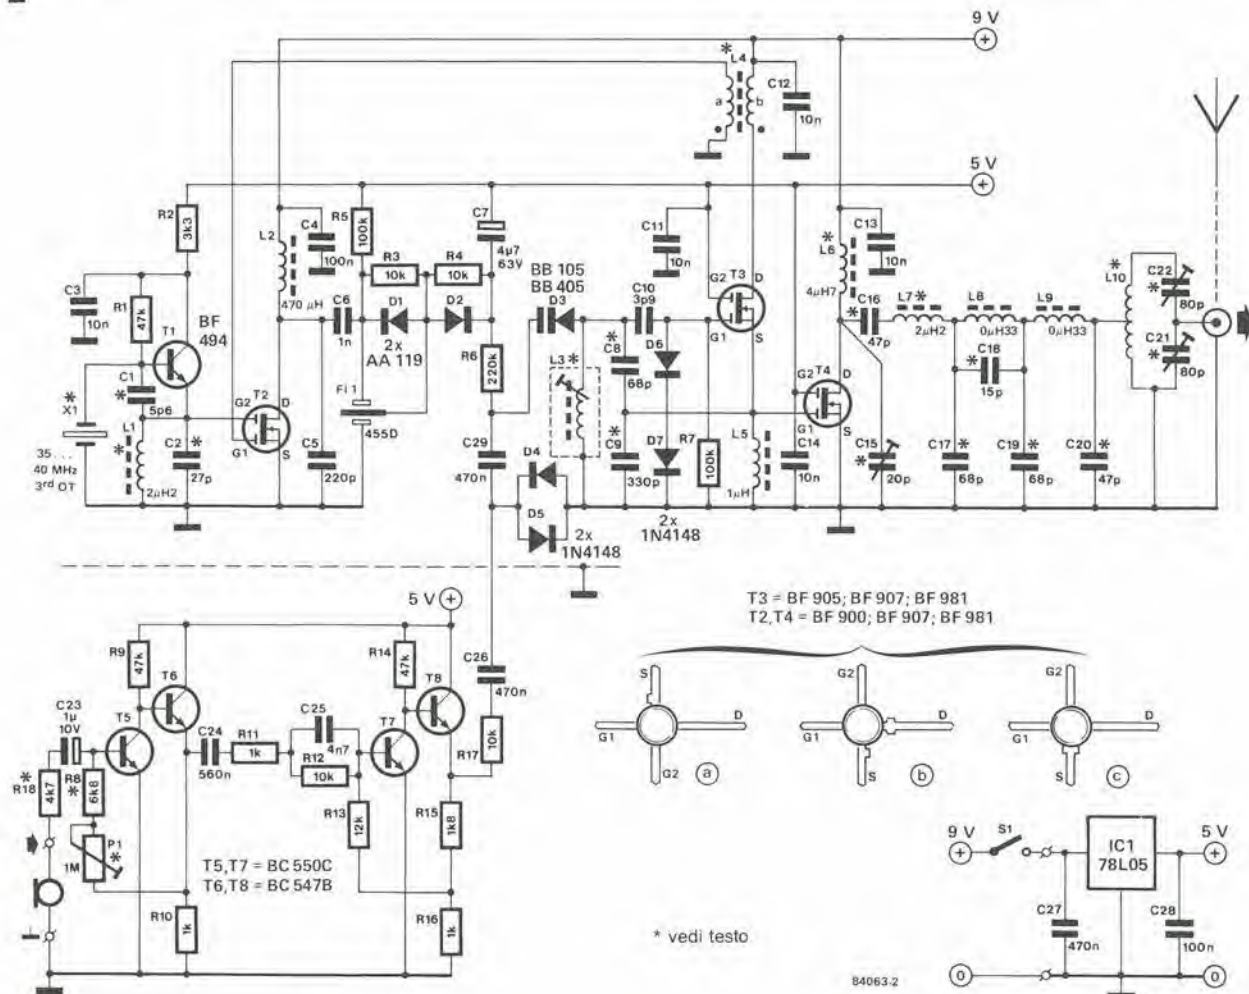 9 V
+
L4
*
a
b
C12
10n
5 V
+
R2
3k3
C3
10n
R1
47k
T1
BF
494
*
X1
35 . . .
40 MHz
3rd OT
C1
*
5p6
L1
*
2µH2
C2
*
27p
T2
G2
D
G1
S
L2
470 µH
C4
100n
C5
220p
R5
100k
C6
1n
R3
10k
R4
10k
D1
D2
2x
AA 119
Fl 1
455D
C7
4µ7
63V
R6
220k
C29
470n
BB 105
BB 405
D3
L3
*
D4
D5
2x
1N4148
C8
*
68p
C9
*
330p
C10
3p9
D6
D7
2x
1N4148
R7
100k
C11
10n
G2
T3
D
G1
S
L5
1µH
C14
10n
G2
T4
D
G1
S
L6
*
4µH7
C13
10n
C15
*
20p
C16
*
47p
L7
*
2µH2
L8
0µH33
L9
0µH33
C18
*
15p
C17
*
68p
C19
*
68p
C20
*
47p
L10
*
C22
*
80p
C21
*
80p
5 V
+
R9
47k
T6
C23
1µ
10V
T5
R18
*
4k7
R8
*
6k8
P1
*
1M
R10
1k
C24
560n
R11
1k
C25
4n7
R12
10k
R13
12k
R14
47k
T7
T8
C26
470n
R17
10k
R15
1k8
R16
1k
T5,T7 = BC 550C
T6,T8 = BC 547B
T3 = BF 905; BF 907; BF 981
T2,T4 = BF 900; BF 907; BF 981
S
G1
D
G2
a
G2
G1
D
S
b
G2
G1
D
S
c
9 V
+
S1
IC1
78L05
5 V
+
C27
470n
C28
100n
0
0
* vedi testo
84063-2